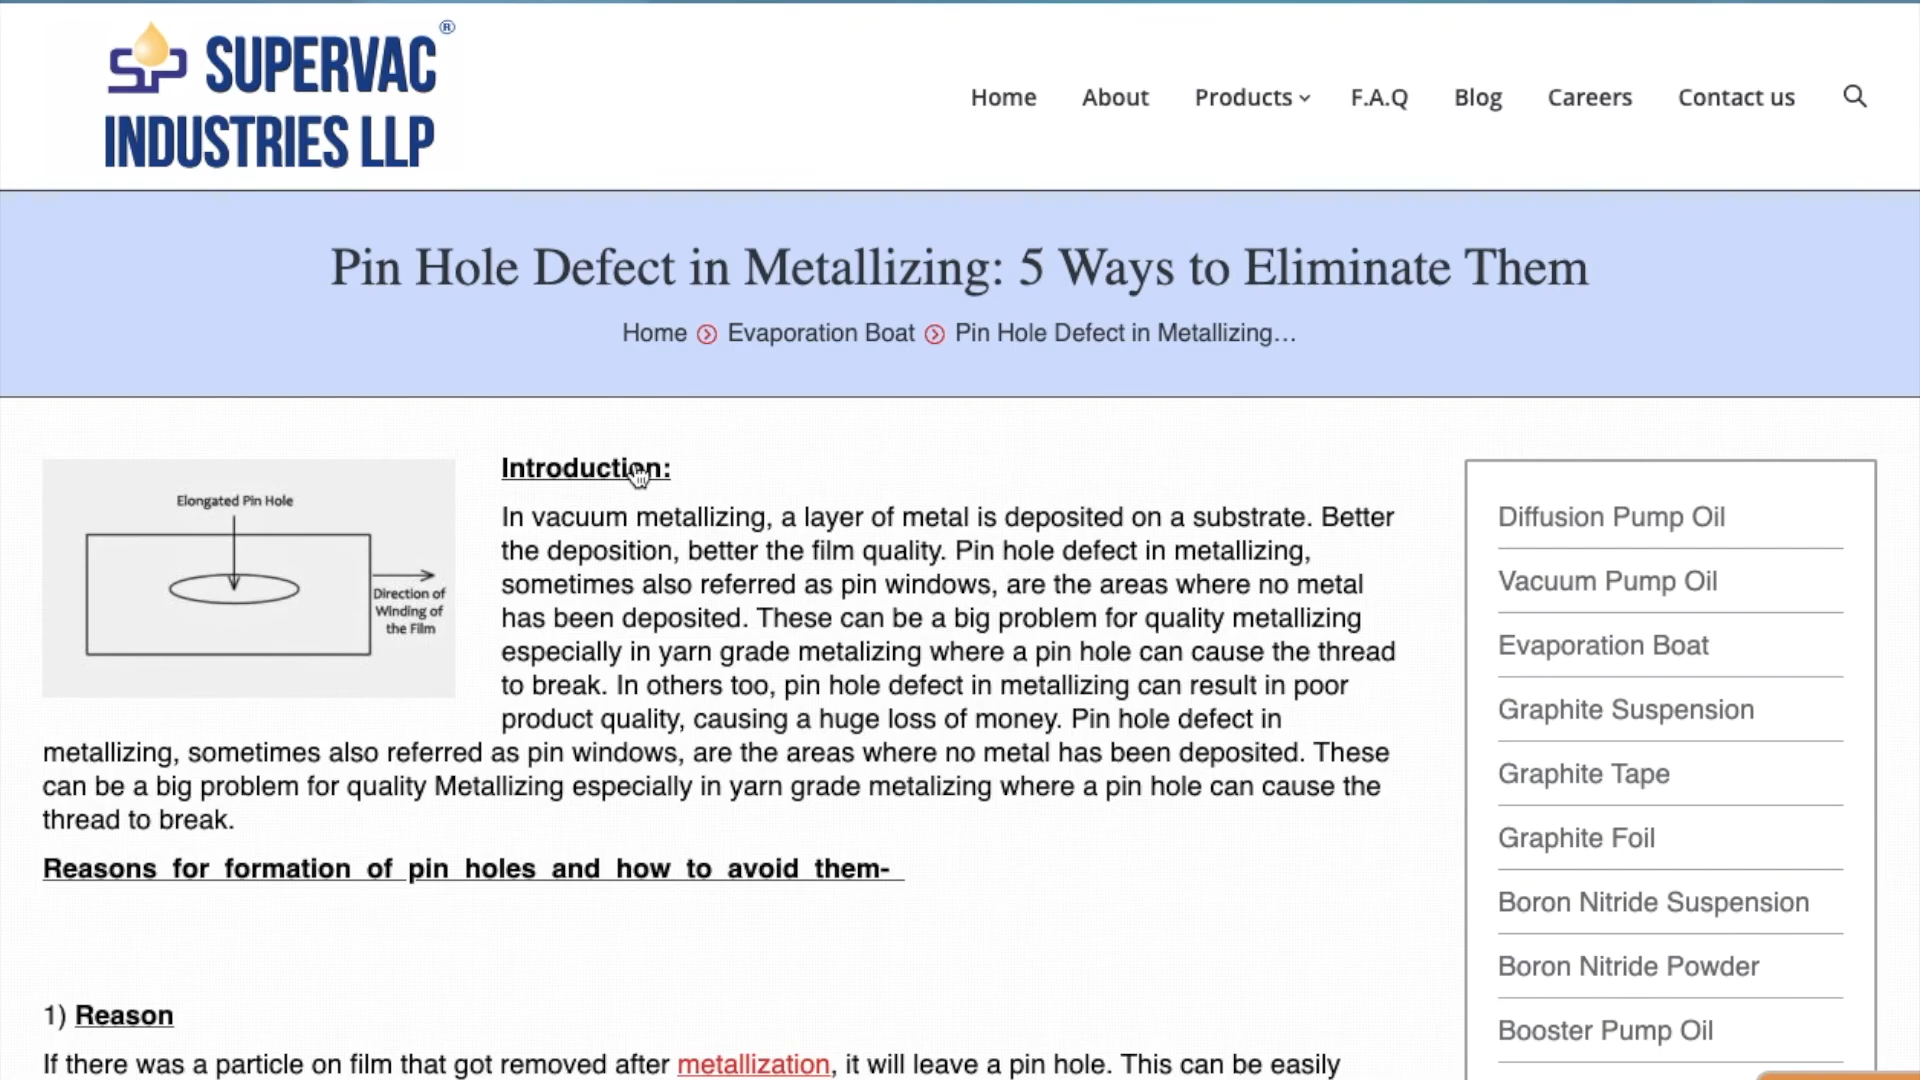 SUPERVAC ®
INDUSTRIES LLP
Home About Products F.A.Q Blog Careers Contact us
Pin Hole Defect in Metallizing: 5 Ways to Eliminate Them
Home Evaporation Boat Pin Hole Defect in Metallizing…
Elongated Pin Hole
Direction of
Winding of
the Film
Introduction:
In vacuum metallizing, a layer of metal is deposited on a substrate. Better
the deposition, better the film quality. Pin hole defect in metallizing,
sometimes also referred as pin windows, are the areas where no metal
has been deposited. These can be a big problem for quality metallizing
especially in yarn grade metalizing where a pin hole can cause the thread
to break. In others too, pin hole defect in metallizing can result in poor
product quality, causing a huge loss of money. Pin hole defect in
metallizing, sometimes also referred as pin windows, are the areas where no metal has been deposited. These
can be a big problem for quality Metallizing especially in yarn grade metalizing where a pin hole can cause the
thread to break.
Reasons for formation of pin holes and how to avoid them-
1) Reason
If there was a particle on film that got removed after metallization, it will leave a pin hole. This can be easily
Diffusion Pump Oil
Vacuum Pump Oil
Evaporation Boat
Graphite Suspension
Graphite Tape
Graphite Foil
Boron Nitride Suspension
Boron Nitride Powder
Booster Pump Oil